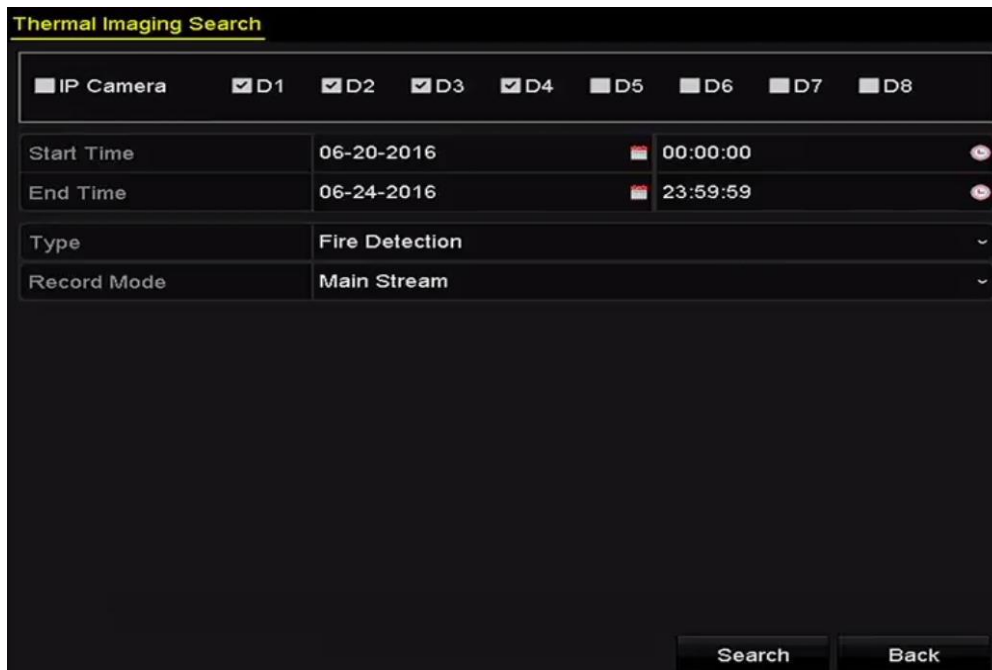 Thermal Imaging Search
IP Camera D1 D2 D3 D4 D5 D6 D7 D8
Start Time 06-20-2016 00:00:00
End Time 06-24-2016 23:59:59
Type Fire Detection
Record Mode Main Stream
Search Back